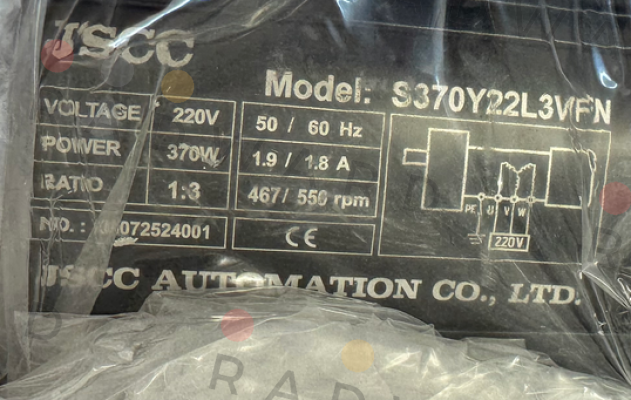 JSCC
Model: S370Y22L3VFN
VOLTAGE 220V 50 / 60 Hz
POWER 370W 1.9 / 1.8 A
RATIO 1:3 467/ 550 rpm
NO. : CE
PE U V W
220V
JSCC AUTOMATION CO., LTD.
RADI